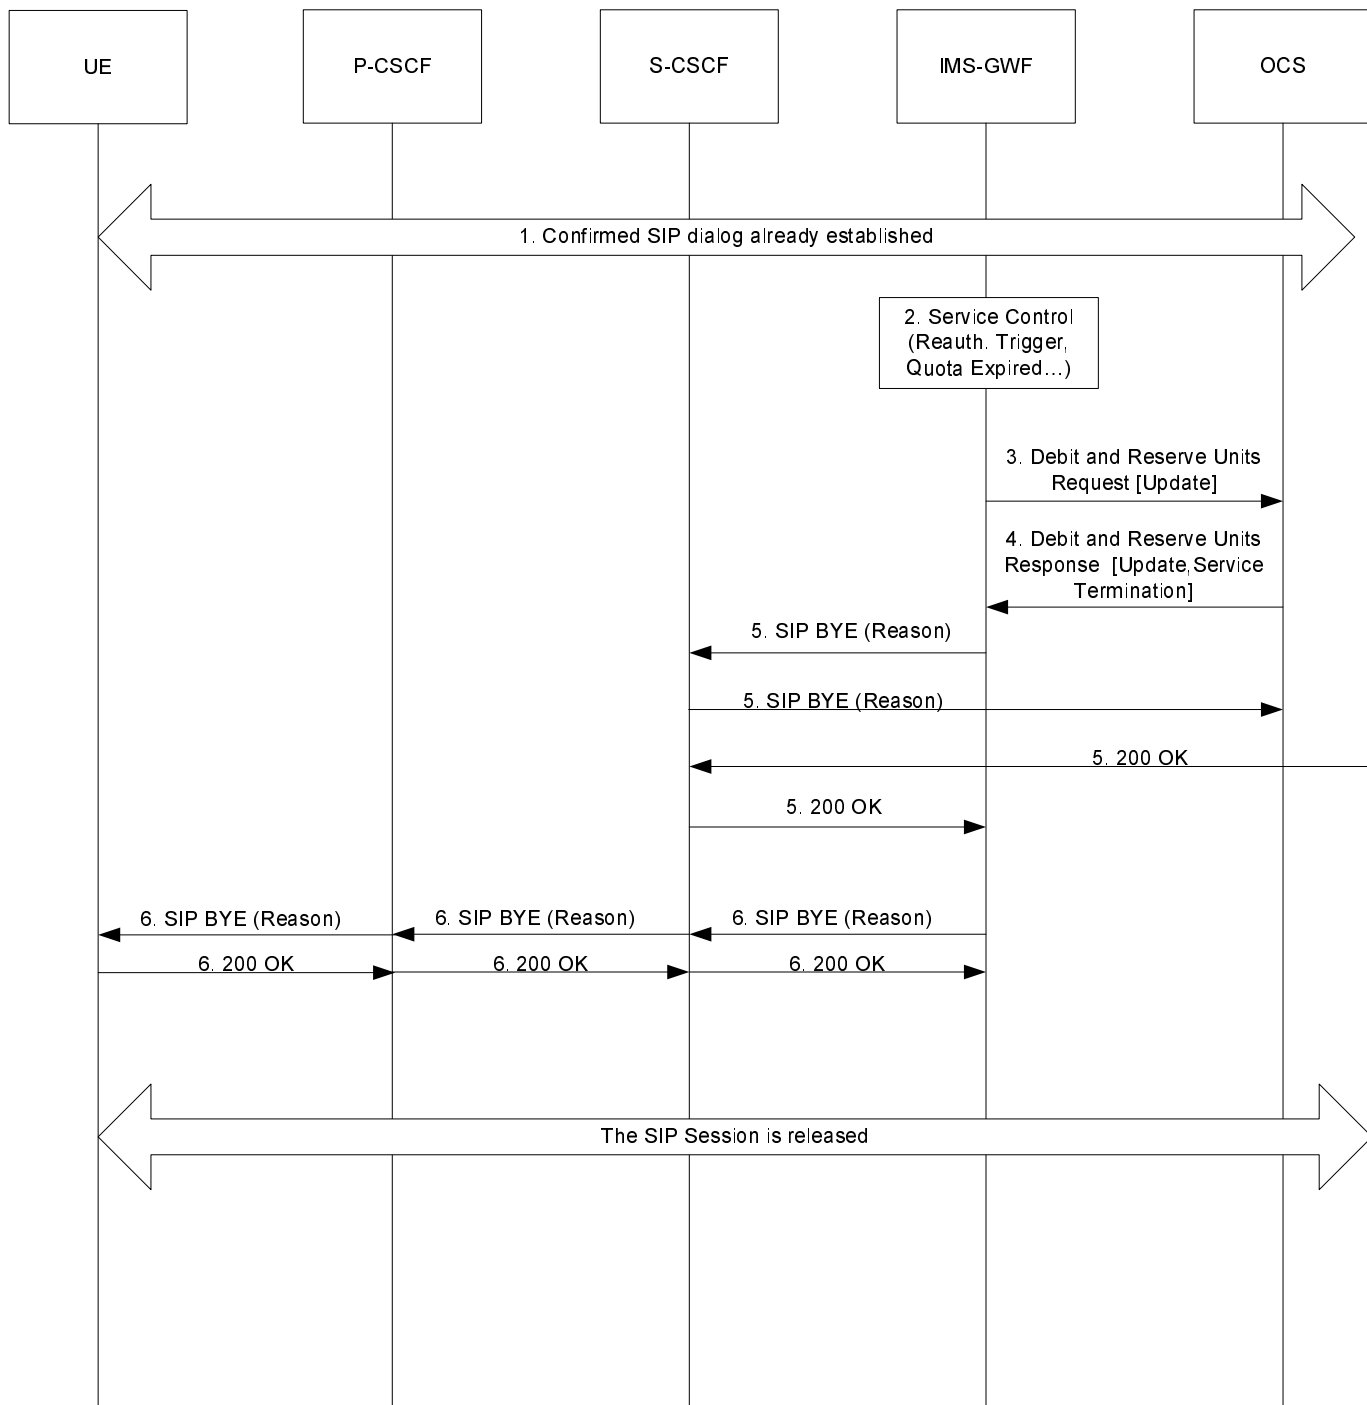 UE
P-CSCF
S-CSCF
IMS-GWF
OCS
1. Confirmed SIP dialog already established
2. Service Control
(Reauth. Trigger,
Quota Expired...)
3. Debit and Reserve Units
Request [Update]
4. Debit and Reserve Units
Response [Update,Service
Termination]
5. SIP BYE (Reason)
5. SIP BYE (Reason)
5. 200 OK
5. 200 OK
6. SIP BYE (Reason)
6. SIP BYE (Reason)
6. SIP BYE (Reason)
6. 200 OK
6. 200 OK
6. 200 OK
The SIP Session is released